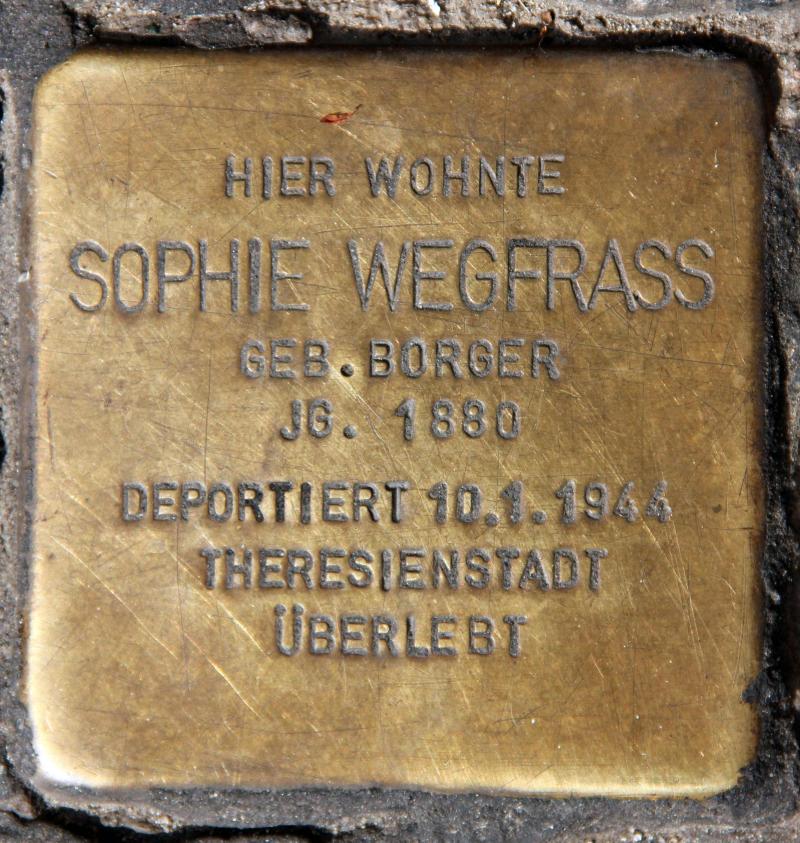 HIER WOHNTE
SOPHIE WEGFRASS
GEB. BORGER
JG. 1880
DEPORTIERT 10.1.1944
THERESIENSTADT
ÜBERLEBT